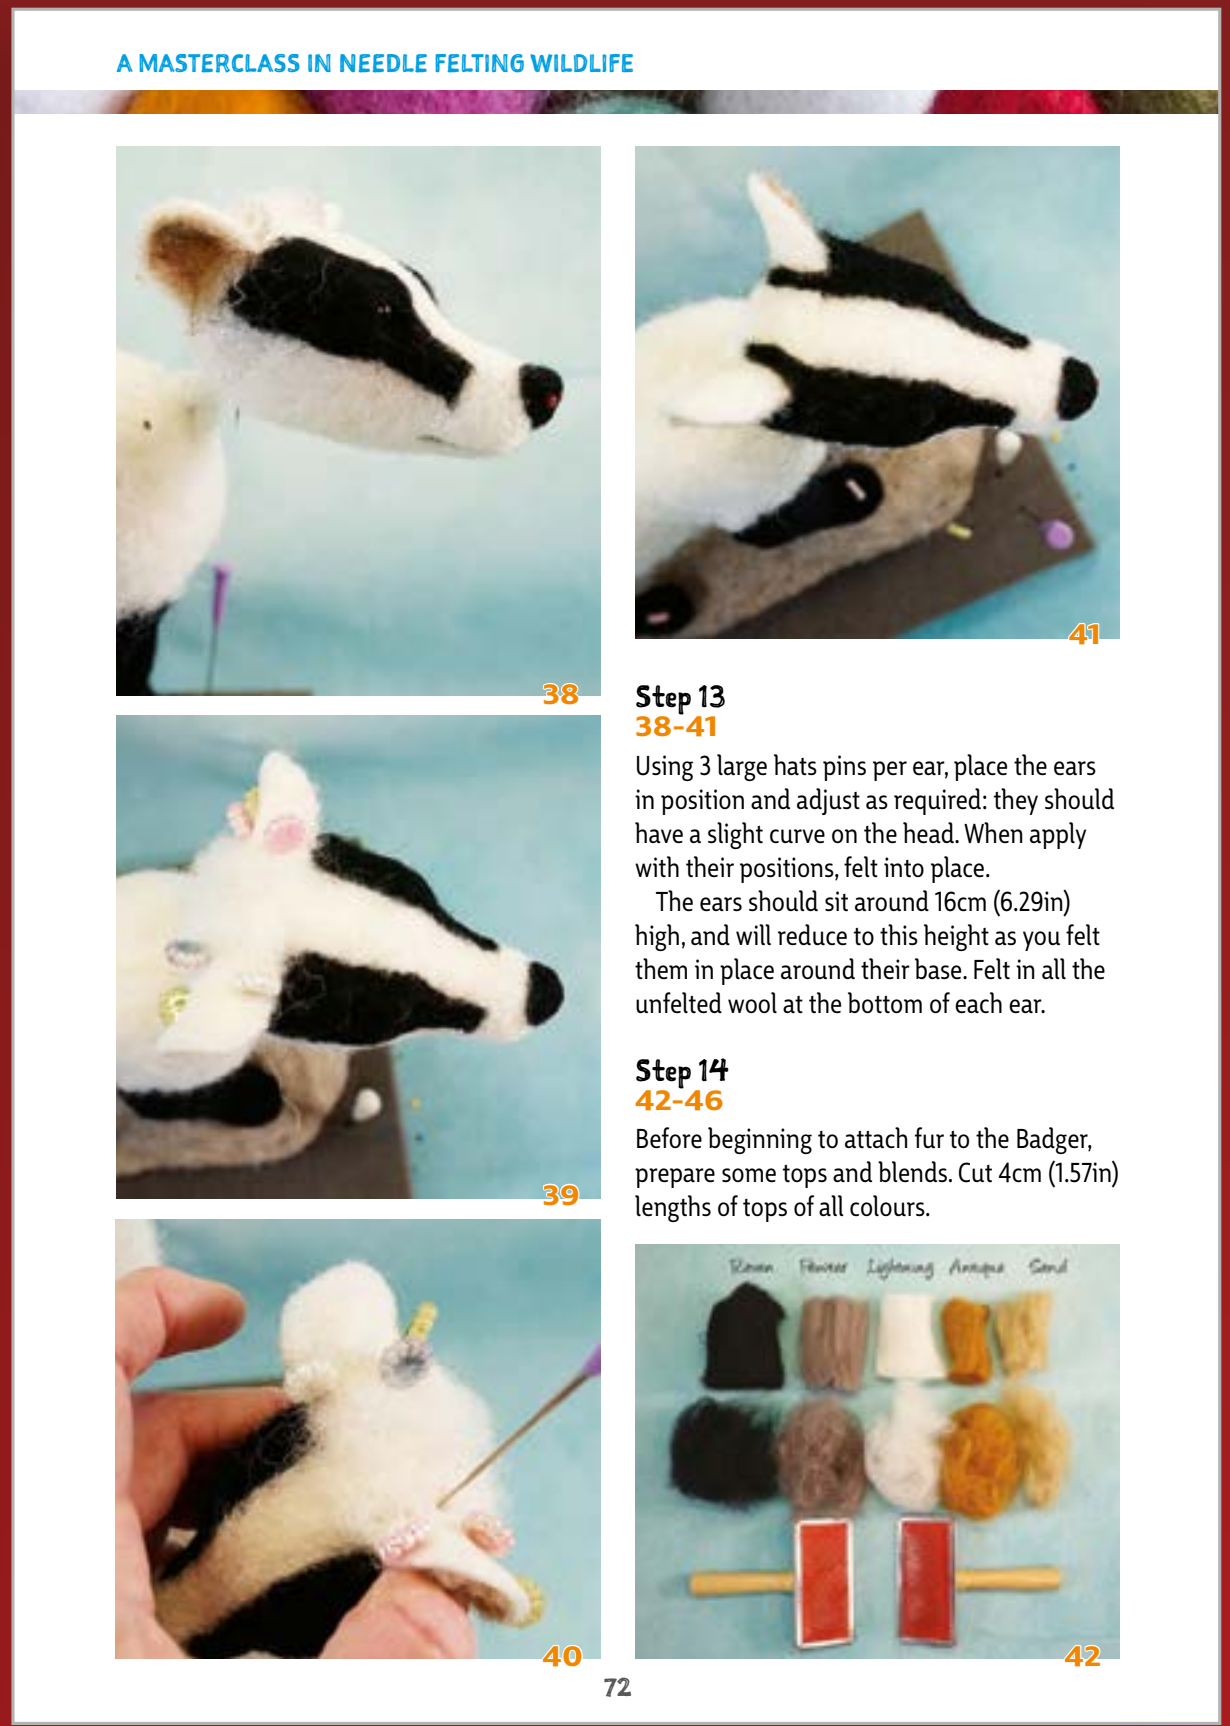 A MASTERCLASS IN NEEDLE FELTING WILDLIFE
38
39
40
41
Step 13
38-41
Using 3 large hats pins per ear, place the ears
in position and adjust as required: they should
have a slight curve on the head. When apply
with their positions, felt into place.
The ears should sit around 16cm (6.29in)
high, and will reduce to this height as you felt
them in place around their base. Felt in all the
unfelted wool at the bottom of each ear.
Step 14
42-46
Before beginning to attach fur to the Badger,
prepare some tops and blends. Cut 4cm (1.57in)
lengths of tops of all colours.
Raven Pewter Lightning Antique Sand
42
72